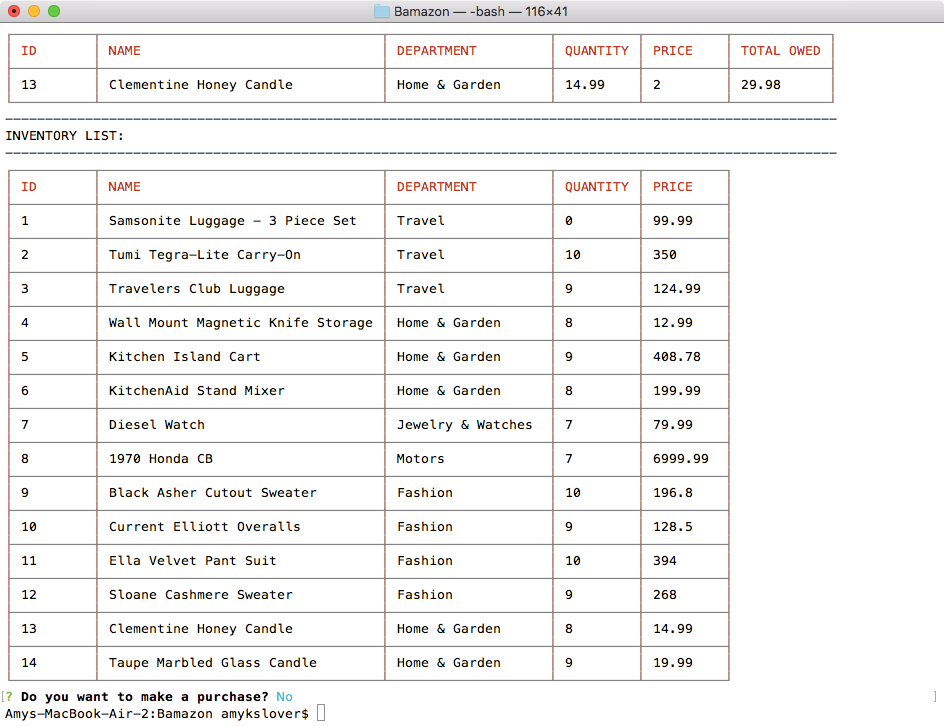 Bamazon — -bash — 116×41
ID NAME DEPARTMENT QUANTITY PRICE TOTAL OWED
13 Clementine Honey Candle Home & Garden 14.99 2 29.98
INVENTORY LIST:
ID NAME DEPARTMENT QUANTITY PRICE
1 Samsonite Luggage – 3 Piece Set Travel 0 99.99
2 Tumi Tegra–Lite Carry–On Travel 10 350
3 Travelers Club Luggage Travel 9 124.99
4 Wall Mount Magnetic Knife Storage Home & Garden 8 12.99
5 Kitchen Island Cart Home & Garden 9 408.78
6 KitchenAid Stand Mixer Home & Garden 8 199.99
7 Diesel Watch Jewelry & Watches 7 79.99
8 1970 Honda CB Motors 7 6999.99
9 Black Asher Cutout Sweater Fashion 10 196.8
10 Current Elliott Overalls Fashion 9 128.5
11 Ella Velvet Pant Suit Fashion 10 394
12 Sloane Cashmere Sweater Fashion 9 268
13 Clementine Honey Candle Home & Garden 8 14.99
14 Taupe Marbled Glass Candle Home & Garden 9 19.99
[? Do you want to make a purchase? No ]
Amys–MacBook–Air–2:Bamazon amykslover$